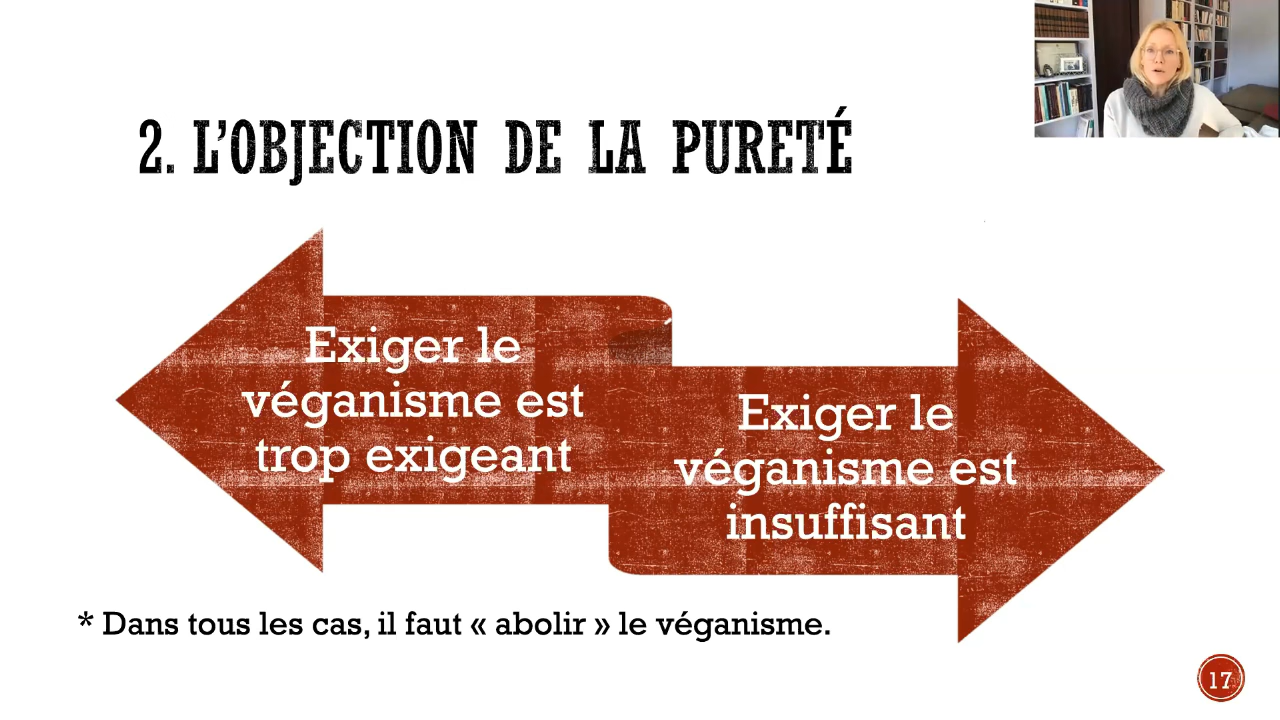 2. L'OBJECTION DE LA PURETÉ
Exiger le
véganisme est
trop exigeant
Exiger le
véganisme est
insuffisant
* Dans tous les cas, il faut « abolir » le véganisme.
17